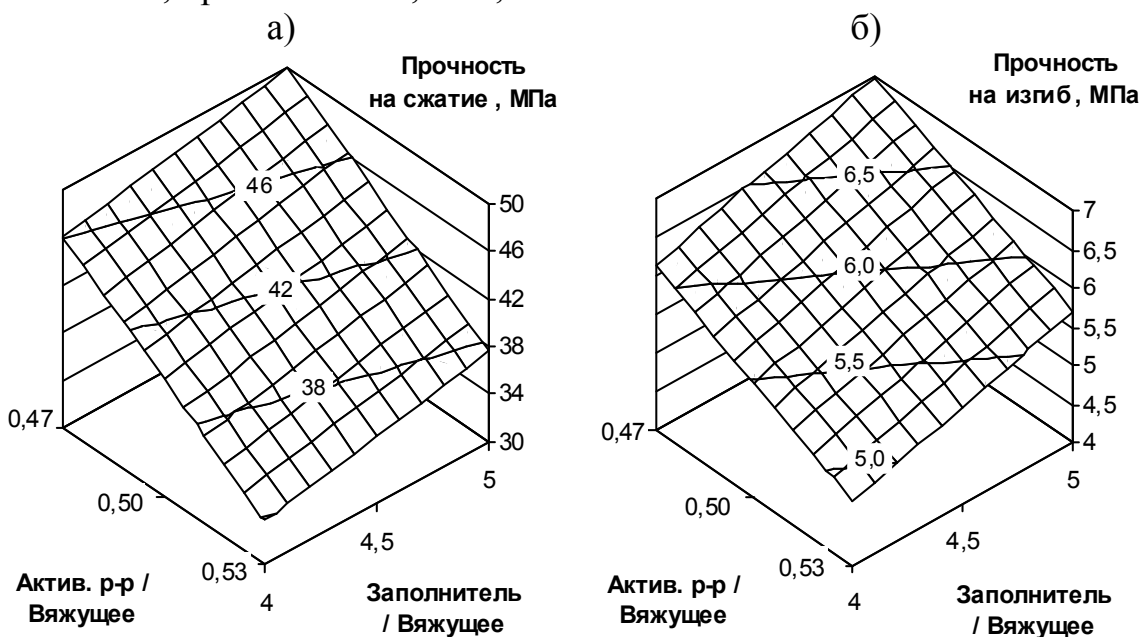 а)
Прочность
на сжатие , МПа
46
42
38
50
46
42
38
34
30
0,47
0,50
0,53
4
4,5
5
Актив. р-р /
Вяжущее
Заполнитель
/ Вяжущее
б)
Прочность
на изгиб , МПа
6,5
6,0
5,5
5,0
7
6,5
6
5,5
5
4,5
4
0,47
0,50
0,53
4
4,5
5
Актив. р-р /
Вяжущее
Заполнитель
/ Вяжущее